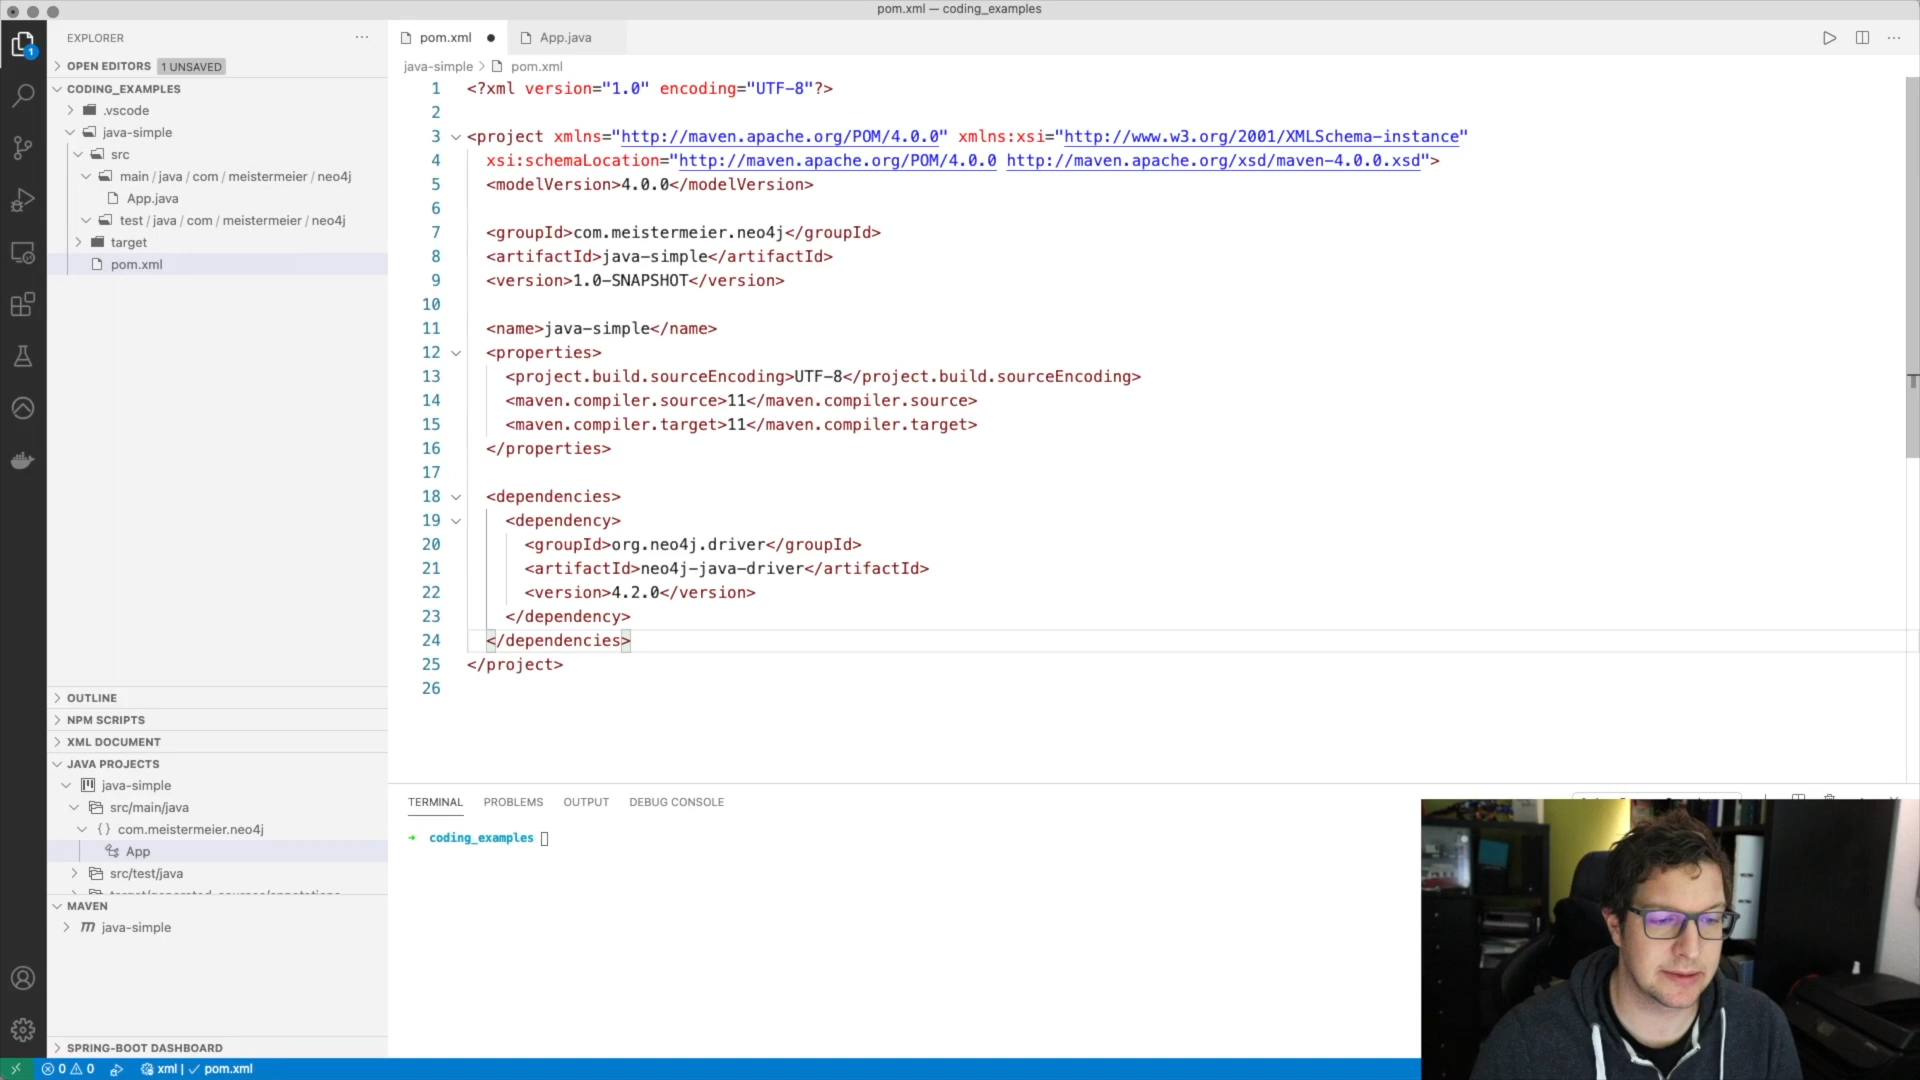 pom.xml — coding_examples
EXPLORER
OPEN EDITORS 1 UNSAVED
CODING_EXAMPLES
.vscode
java-simple
src
main / java / com / meistermeier / neo4j
App.java
test / java / com / meistermeier / neo4j
target
pom.xml
OUTLINE
NPM SCRIPTS
XML DOCUMENT
JAVA PROJECTS
java-simple
src/main/java
{} com.meistermeier.neo4j
App
src/test/java
MAVEN
java-simple
SPRING-BOOT DASHBOARD
pom.xml App.java
java-simple > pom.xml
1 <?xml version="1.0" encoding="UTF-8"?>
2
3 <project xmlns="http://maven.apache.org/POM/4.0.0" xmlns:xsi="http://www.w3.org/2001/XMLSchema-instance"
4 xsi:schemaLocation="http://maven.apache.org/POM/4.0.0 http://maven.apache.org/xsd/maven-4.0.0.xsd">
5 <modelVersion>4.0.0</modelVersion>
6
7 <groupId>com.meistermeier.neo4j</groupId>
8 <artifactId>java-simple</artifactId>
9 <version>1.0-SNAPSHOT</version>
10
11 <name>java-simple</name>
12 <properties>
13 <project.build.sourceEncoding>UTF-8</project.build.sourceEncoding>
14 <maven.compiler.source>11</maven.compiler.source>
15 <maven.compiler.target>11</maven.compiler.target>
16 </properties>
17
18 <dependencies>
19 <dependency>
20 <groupId>org.neo4j.driver</groupId>
21 <artifactId>neo4j-java-driver</artifactId>
22 <version>4.2.0</version>
23 </dependency>
24 </dependencies>
25 </project>
26
TERMINAL PROBLEMS OUTPUT DEBUG CONSOLE
coding_examples
0 0 xml | pom.xml
1